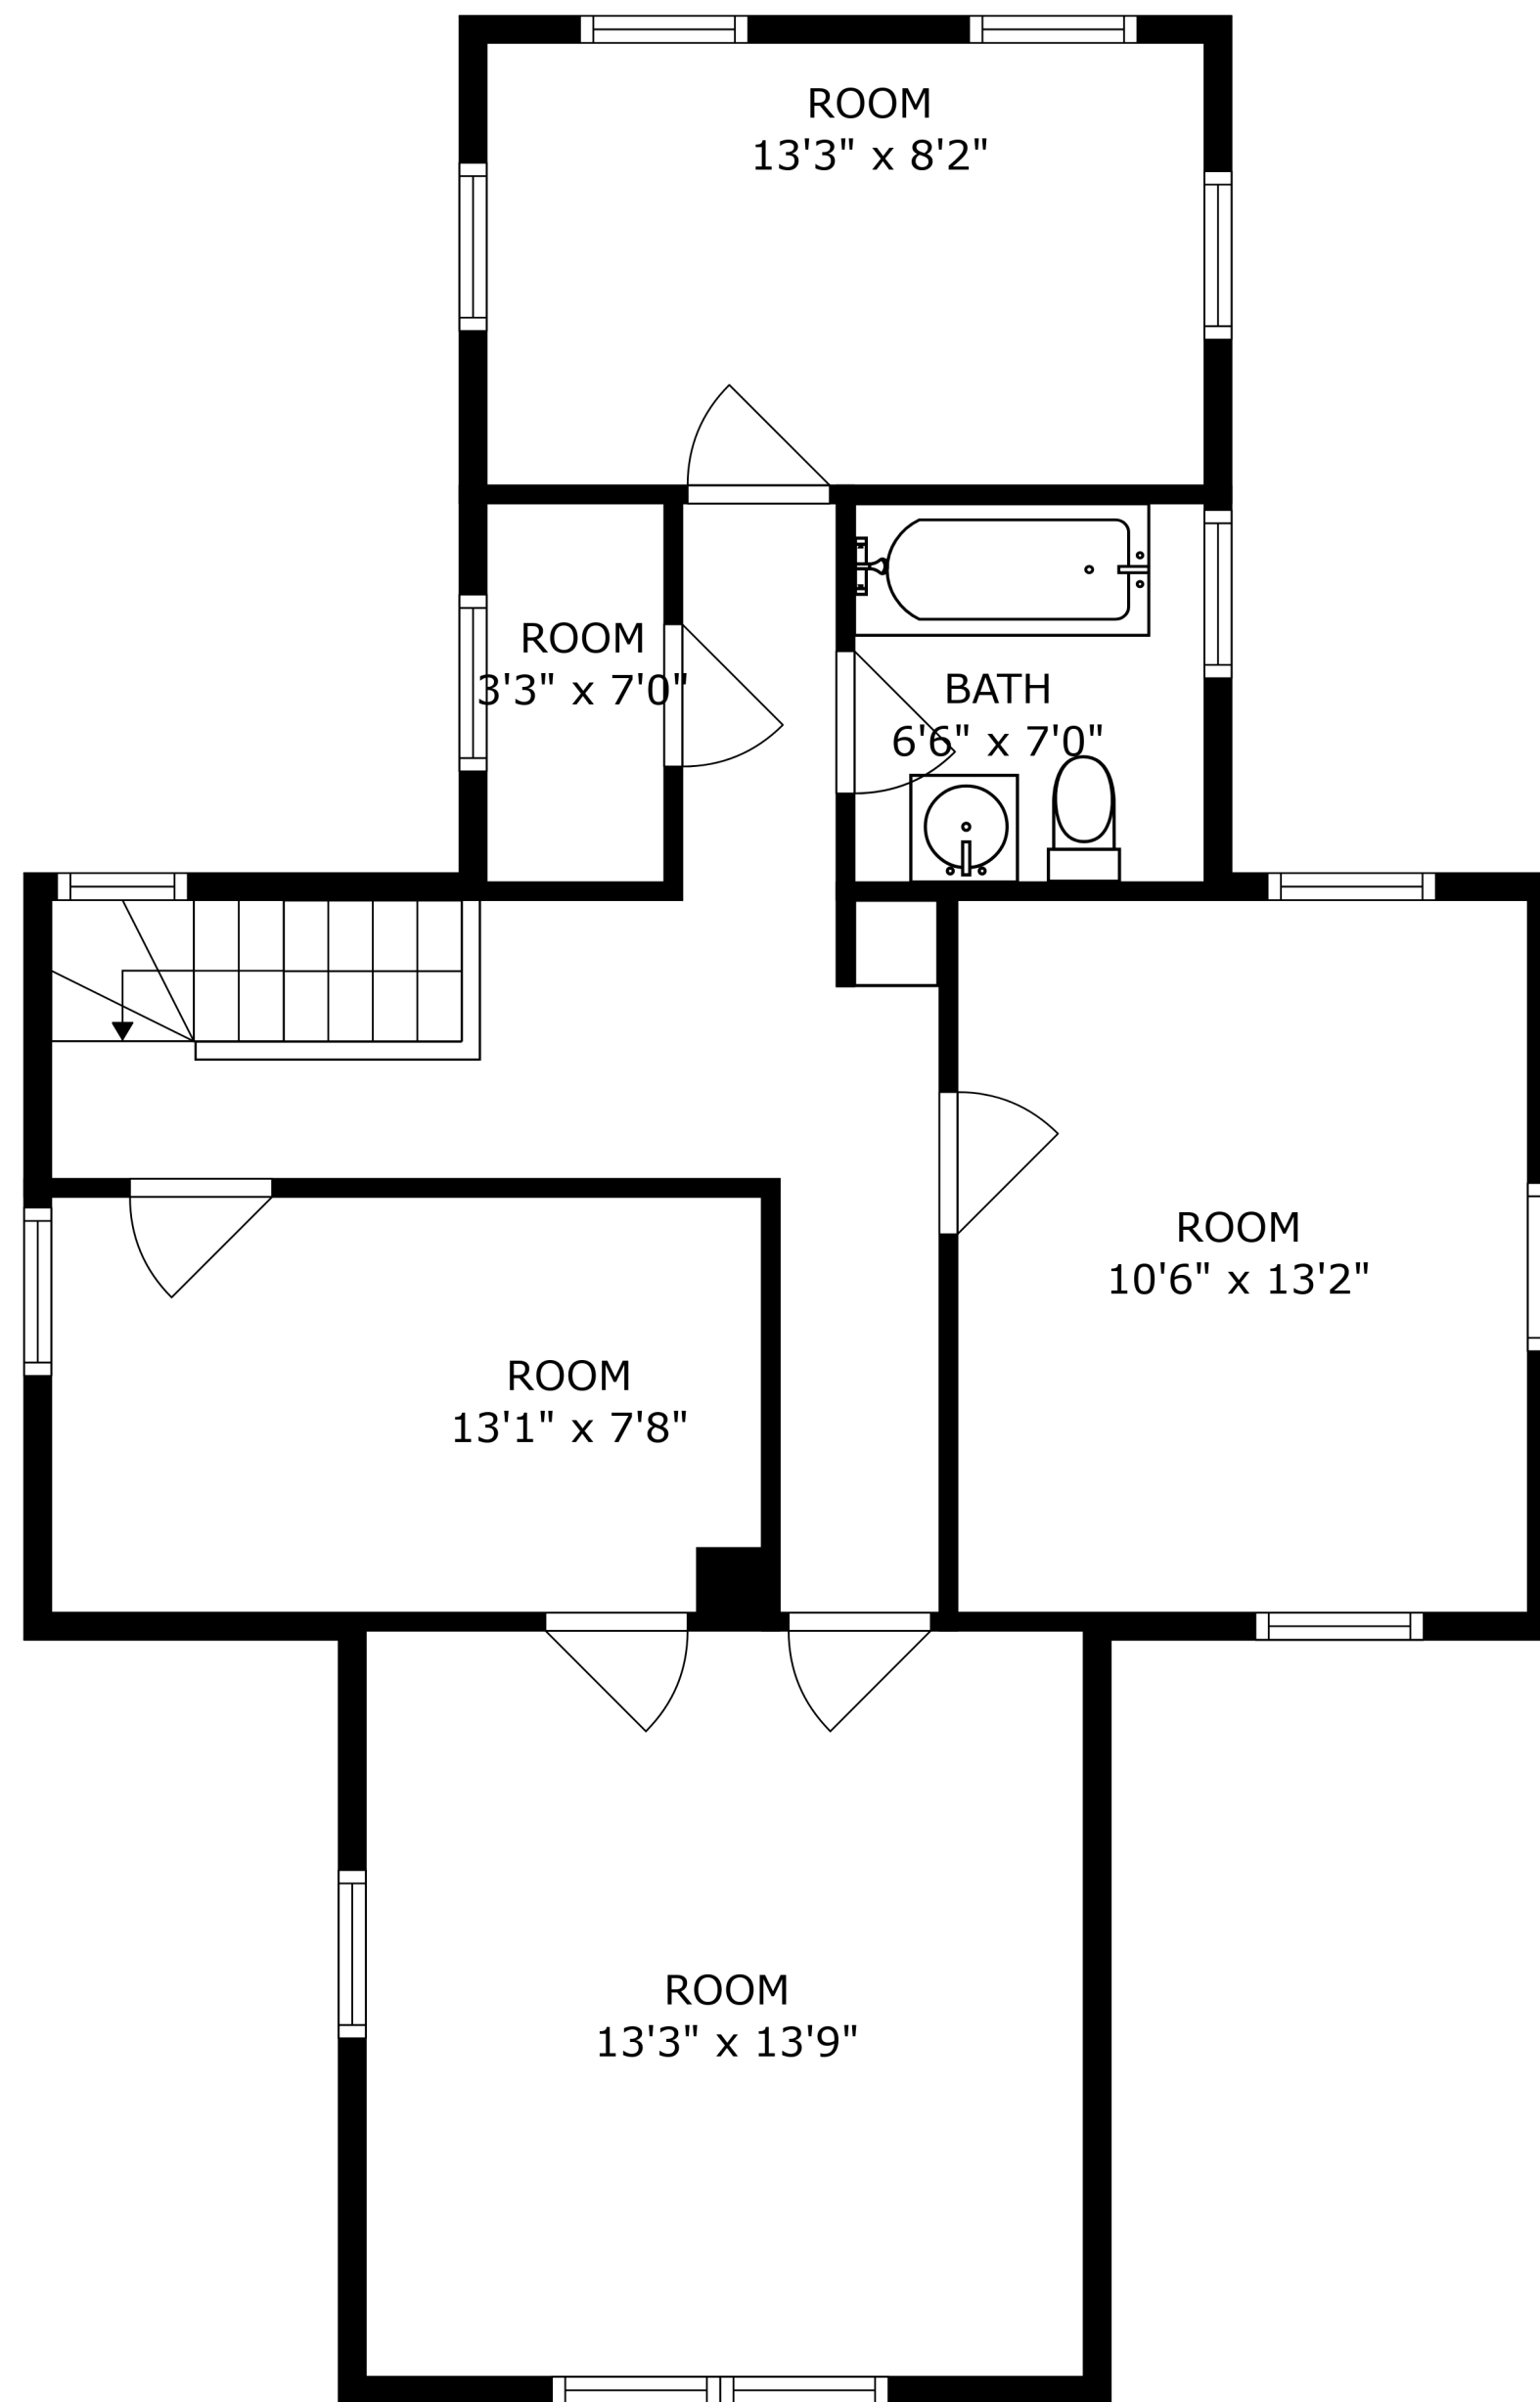 ROOM
13'3" x 8'2"
ROOM
3'3" x 7'0"
BATH
6'6" x 7'0"
ROOM
10'6" x 13'2"
ROOM
13'1" x 7'8"
ROOM
13'3" x 13'9"